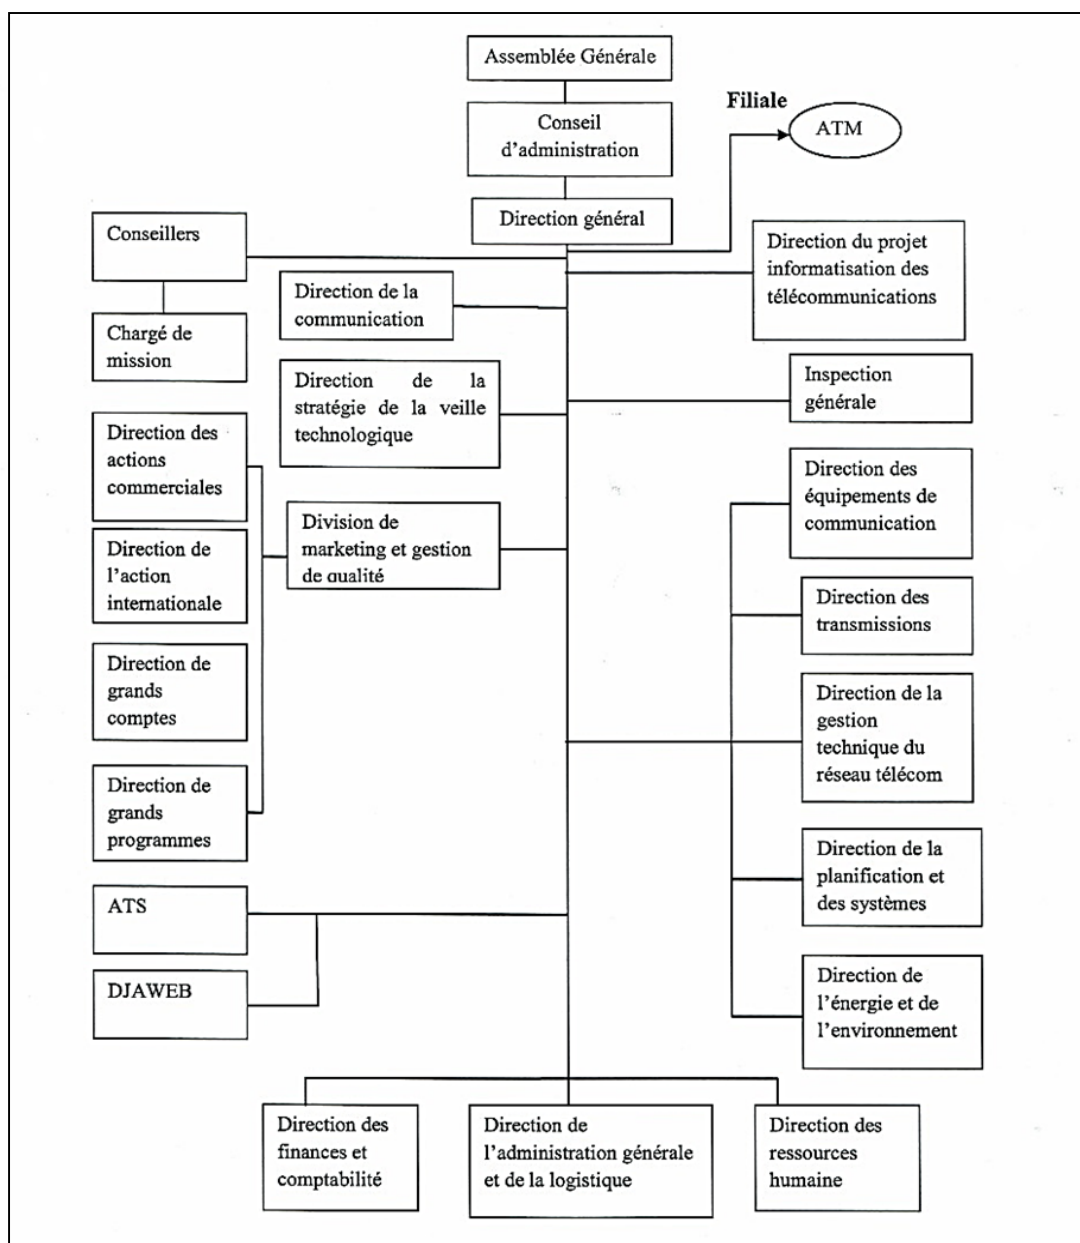 Assemblée Générale
Conseil
d'administration
Filiale
ATM
Direction général
Conseillers
Chargé de
mission
Direction de la
communication
Direction du projet
informatisation des
télécommunications
Direction de la
stratégie de la veille
technologique
Inspection
générale
Direction des
actions
commerciales
Direction de
l'action
internationale
Direction de
grands
comptes
Direction de
grands
programmes
Division de
marketing et gestion
de qualité
Direction des
équipements de
communication
Direction des
transmissions
Direction de la
gestion
technique du
réseau télécom
Direction de la
planification et
des systèmes
Direction de
l'énergie et de
l'environnement
ATS
DJAWEB
Direction des
finances et
comptabilité
Direction de
l'administration générale
et de la logistique
Direction des
ressources
humaine